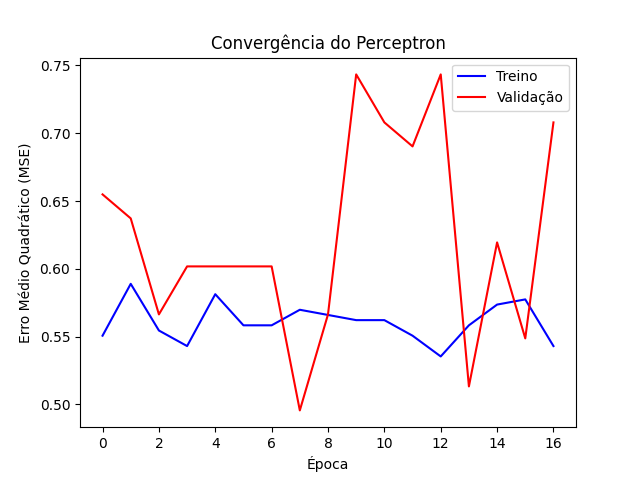 Convergência do Perceptron
Treino
Validação
Erro Médio Quadrático (MSE)
0.75
0.70
0.65
0.60
0.55
0.50
0 2 4 6 8 10 12 14 16
Época